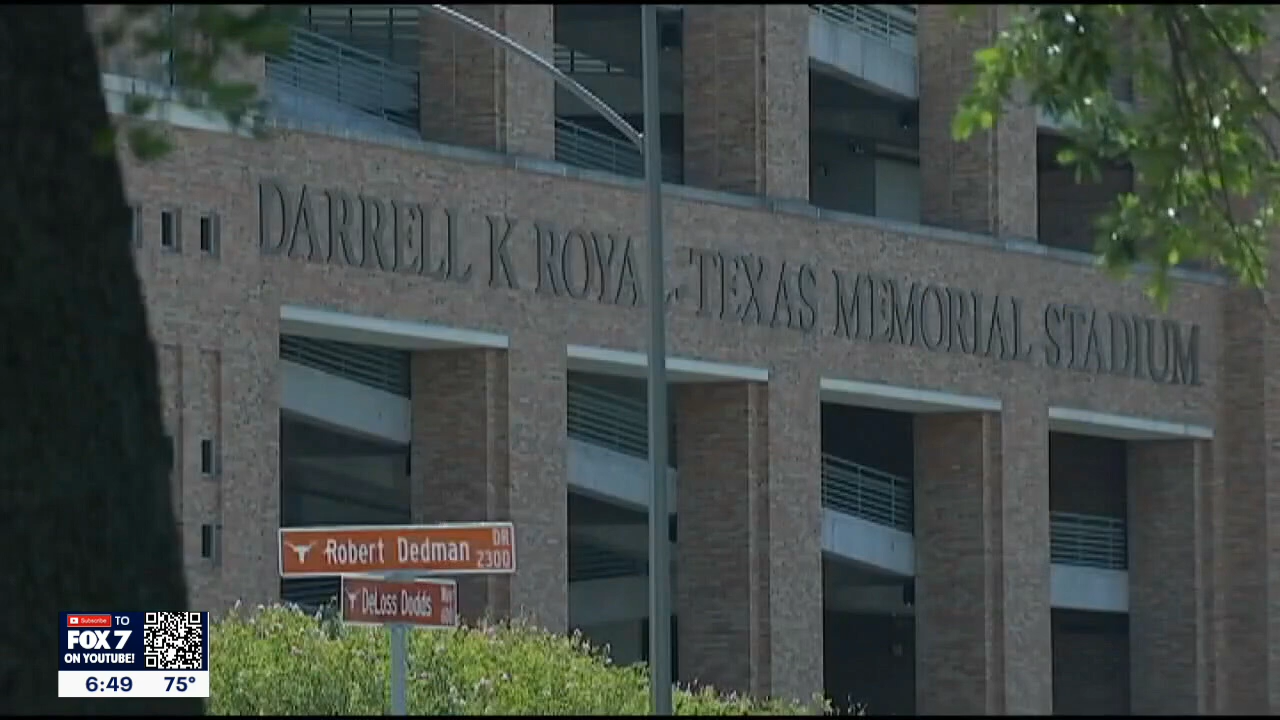 DARRELL K ROYAL TEXAS MEMORIAL STADIUM
Robert Dedman DR 2300
DeLoss Dodds
Subscribe TO
FOX 7
ON YOUTUBE!
6:49 75°